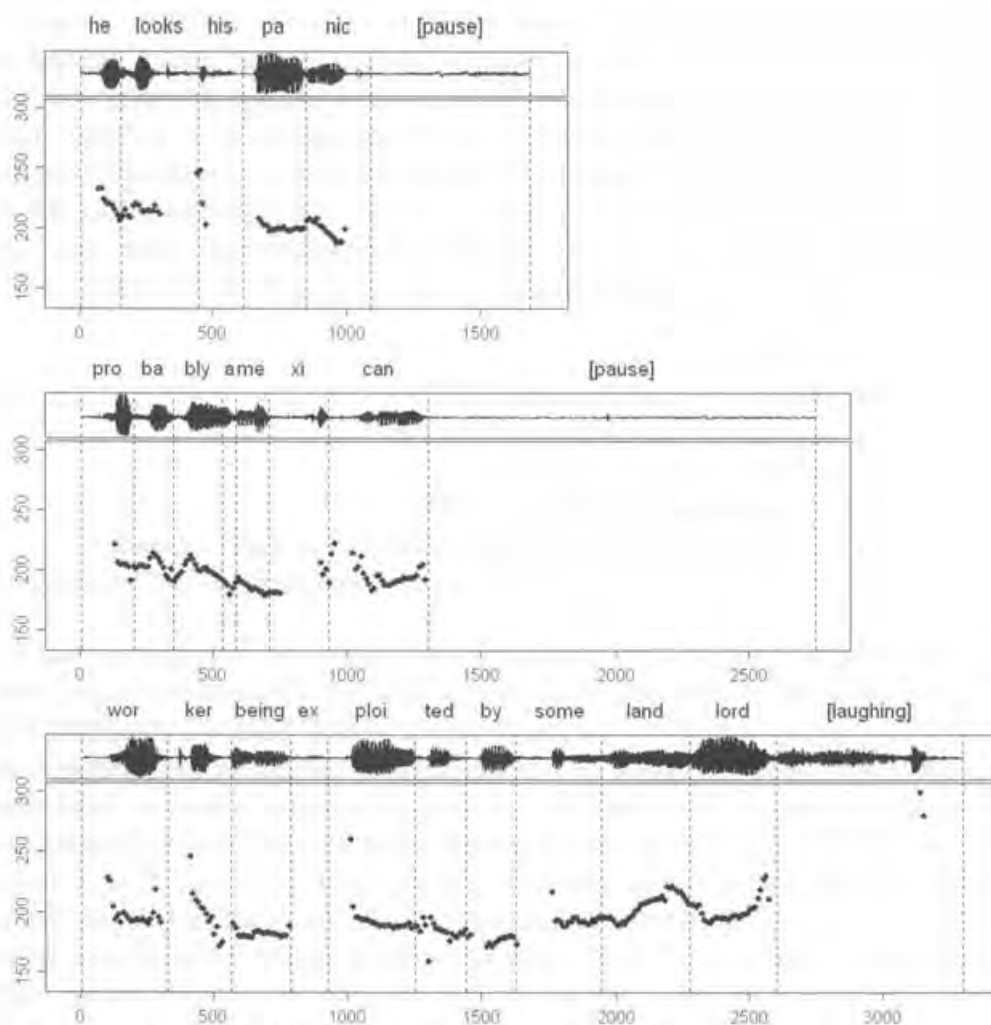 he looks his pa nic [pause]
300
250
200
150
0 500 1000 1500
pro ba bly ame xi can [pause]
300
250
200
150
0 500 1000 1500 2000 2500
wor ker being ex ploi ted by some land lord [laughing]
300
250
200
150
0 500 1000 1500 2000 2500 3000